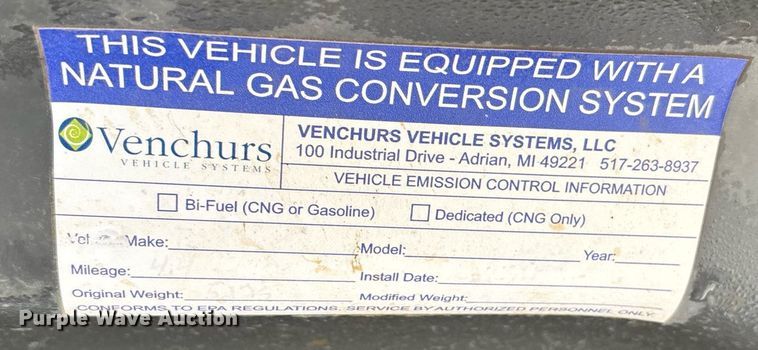 THIS VEHICLE IS EQUIPPED WITH A
NATURAL GAS CONVERSION SYSTEM
Venchurs
VEHICLE SYSTEMS
VENCHURS VEHICLE SYSTEMS, LLC
100 Industrial Drive - Adrian, MI 49221 517-263-8937
VEHICLE EMISSION CONTROL INFORMATION
Bi-Fuel (CNG or Gasoline) Dedicated (CNG Only)
Make: Model: Year:
Mileage: Install Date:
Original Weight: Modified Weight:
CONFORMS TO EPA REGULATIONS. SERVICE BY AUTHORIZED PERSONNEL ONLY.
Purple Wave Auction